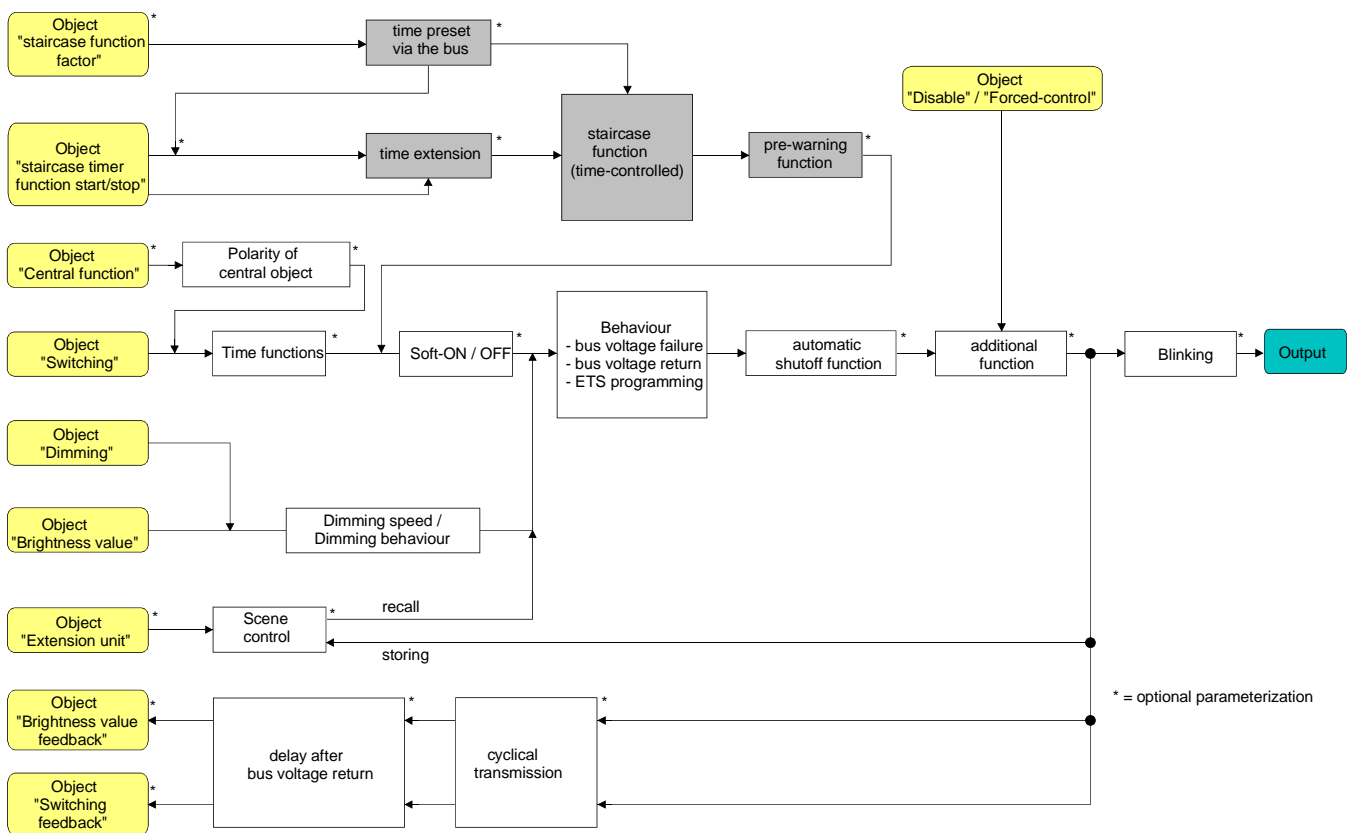 Object
"staircase function
factor"
*
time preset
via the bus
*
Object
"Disable" / "Forced-control"
Object
"staircase timer
function start/stop"
*
time extension
*
staircase
function
(time-controlled)
pre-warning
function
*
Object
"Central function"
*
Polarity of
central object
*
Object
"Switching"
Time functions
*
Soft-ON / OFF
*
Behaviour
- bus voltage failure
- bus voltage return
- ETS programming
automatic
shutoff function
*
additional
function
*
Blinking
*
Output
Object
"Dimming"
Object
"Brightness value"
Dimming speed /
Dimming behaviour
Object
"Extension unit"
*
Scene
control
*
recall
storing
Object
"Brightness value
feedback"
*
delay after
bus voltage return
*
cyclical
transmission
*
* = optional parameterization
Object
"Switching
feedback"
*